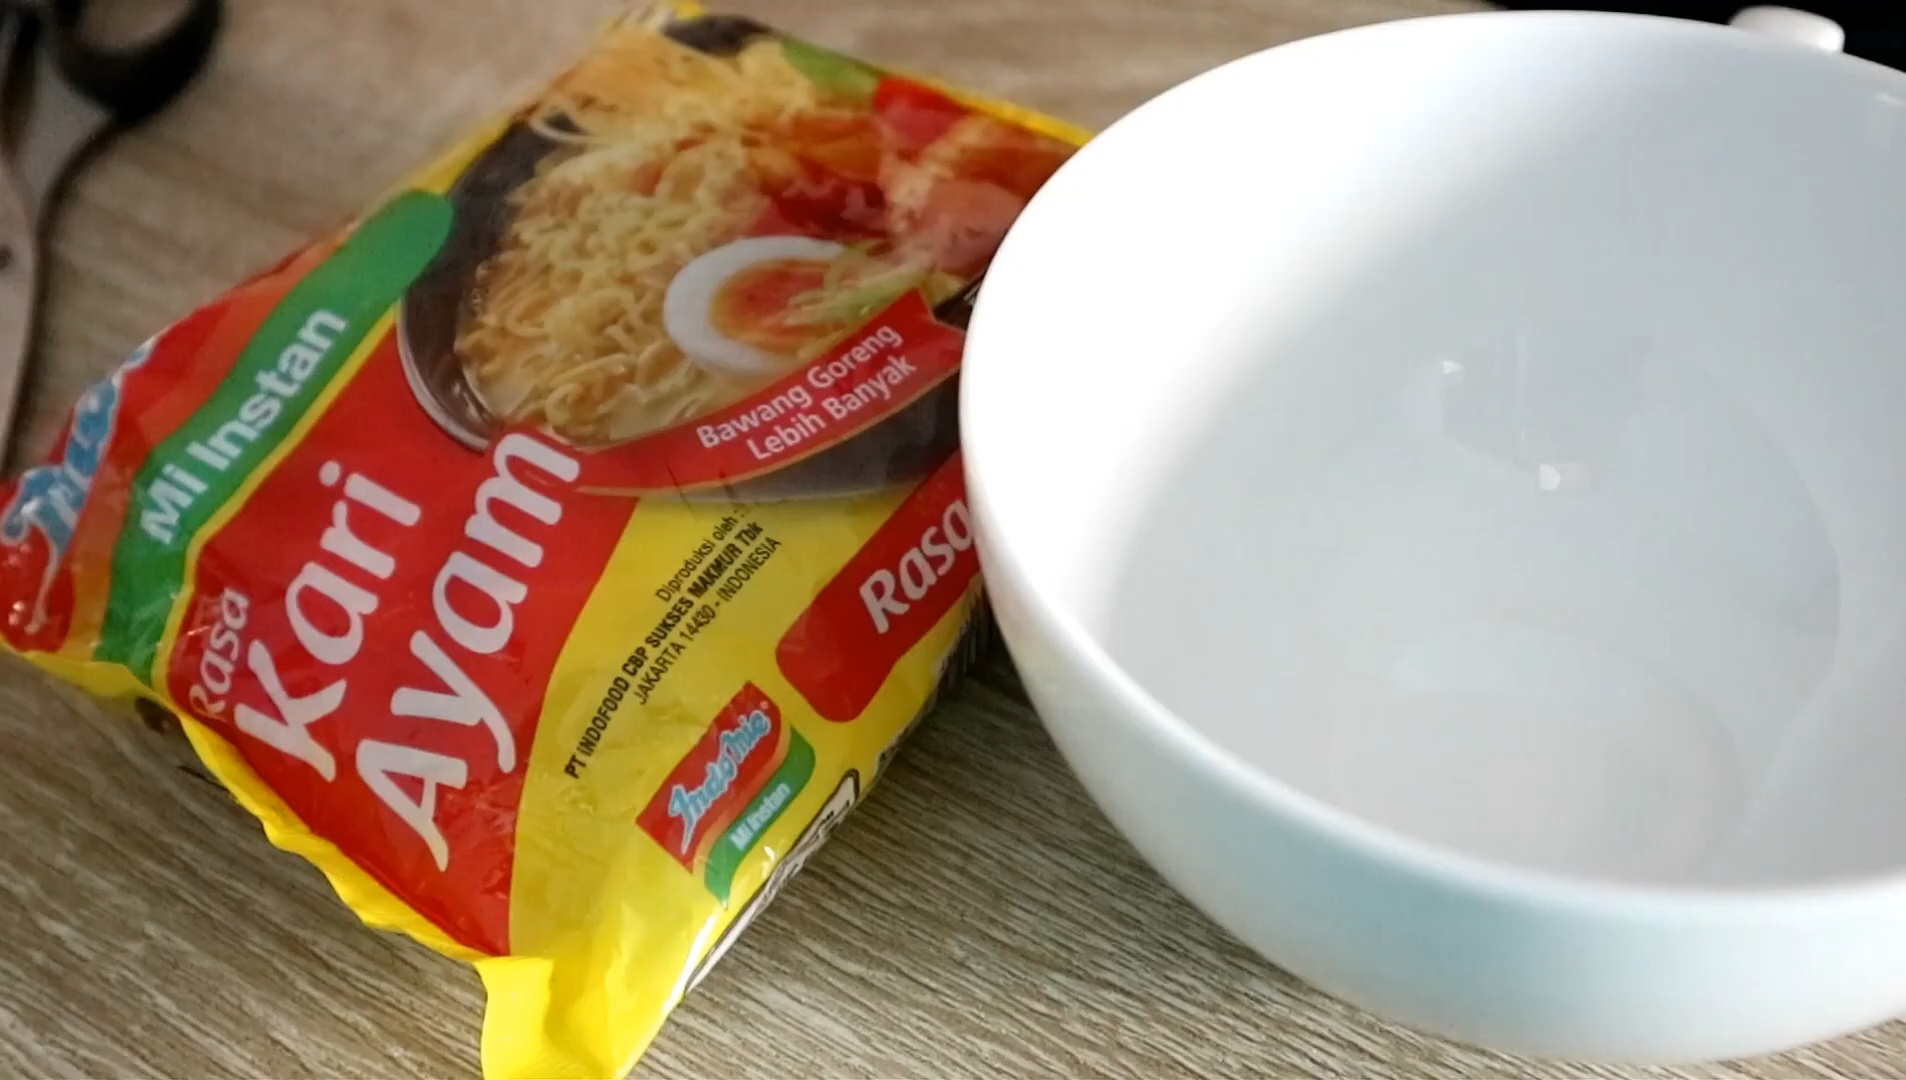 Mi Instan
Rasa
Kari
Ayam
Bawang Goreng
Lebih Banyak
Diproduksi oleh :
PT INDOFOOD CBP SUKSES MAKMUR Tbk
JAKARTA 14430 - INDONESIA
Rasa
Indomie
Mi Instan